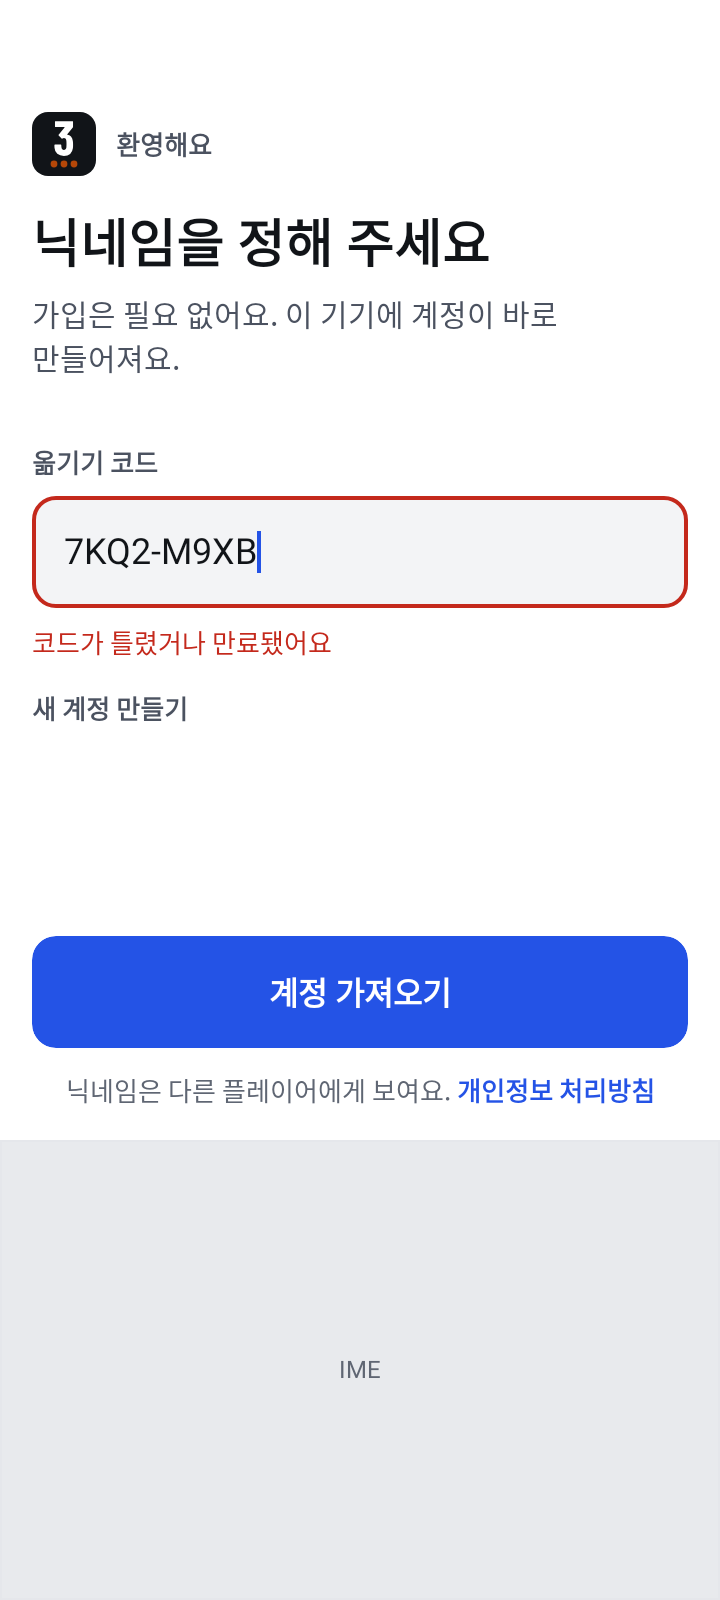 3
환영해요
닉네임을 정해 주세요
가입은 필요 없어요. 이 기기에 계정이 바로
만들어져요.
옮기기 코드
7KQ2-M9XB
코드가 틀렸거나 만료됐어요
새 계정 만들기
계정 가져오기
닉네임은 다른 플레이어에게 보여요. 개인정보 처리방침
IME